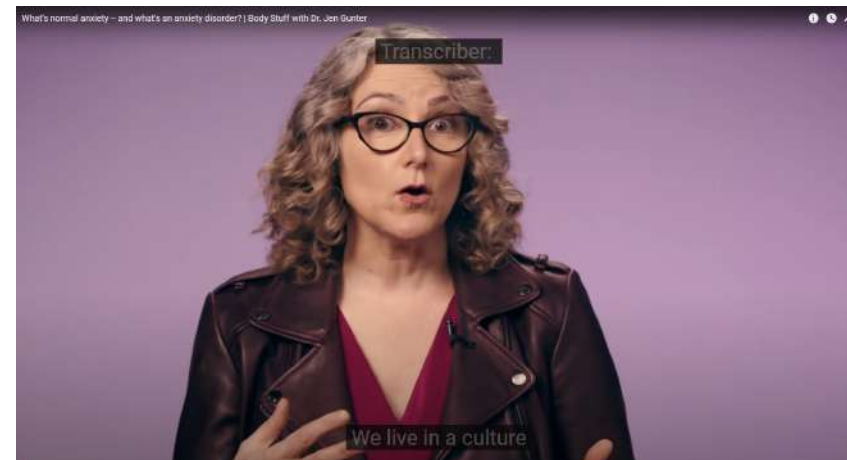 What's normal anxiety – and what's an anxiety disorder? | Body Stuff with Dr. Jen Gunter
Transcriber:
We live in a culture